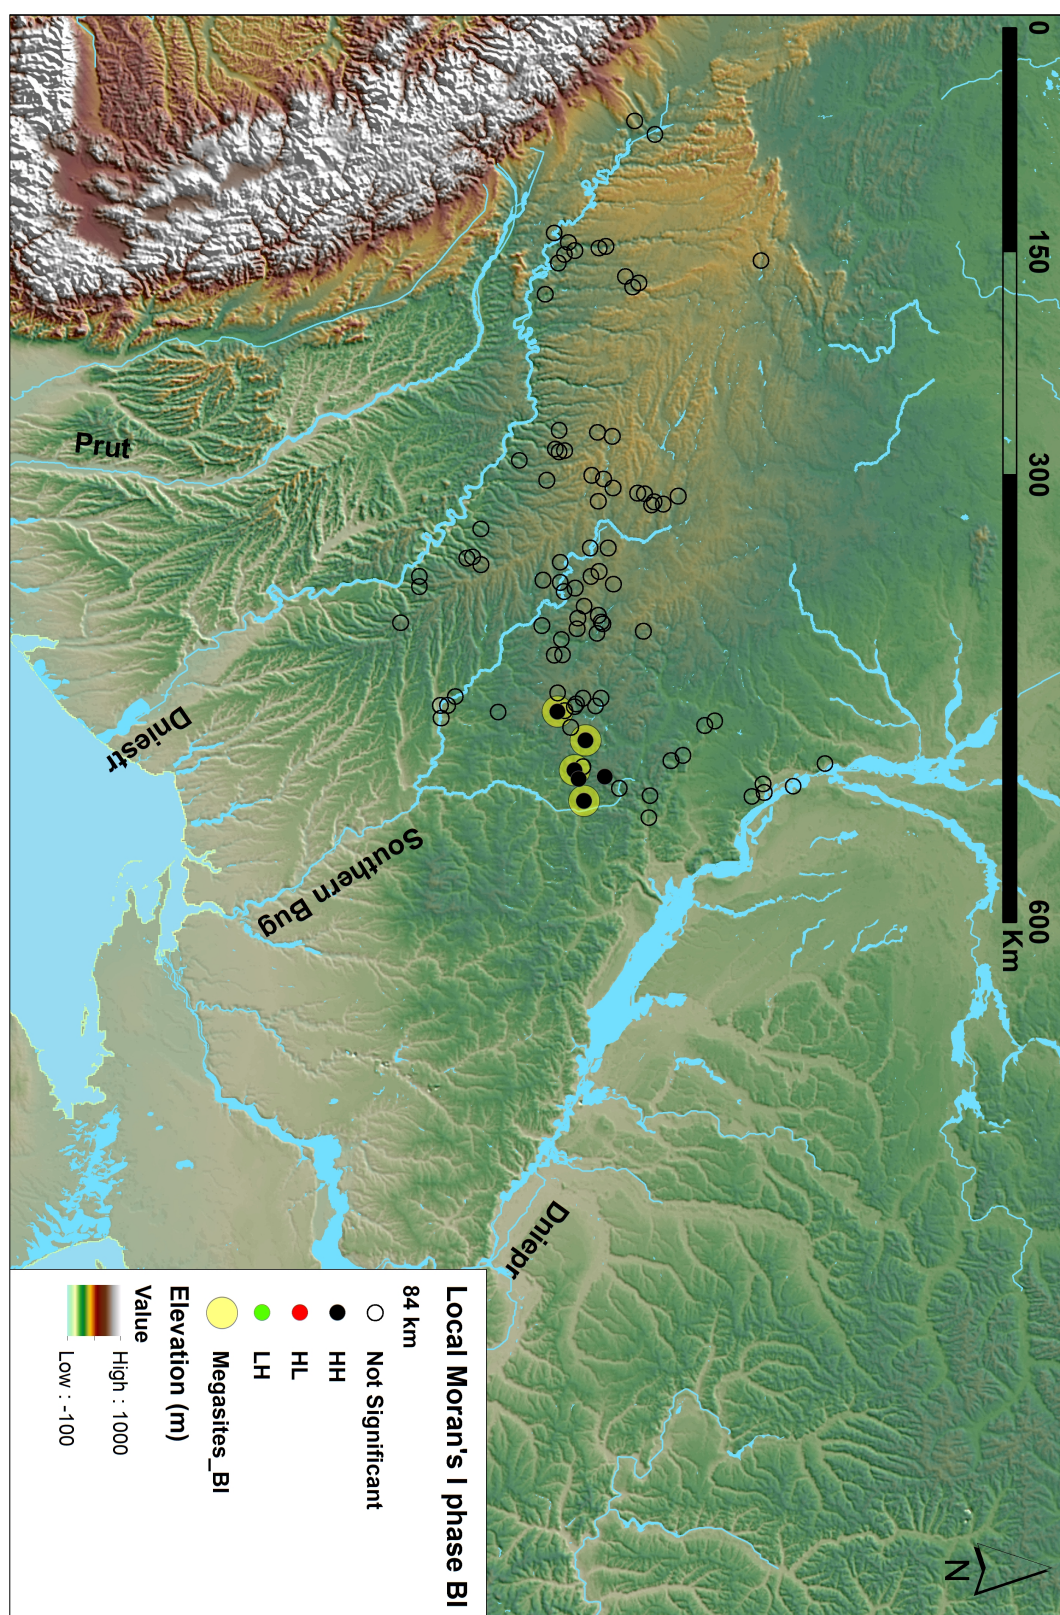 0 150 300 600
Km
N
Prut
Dniestr
Southern Bug
Dniepr
Local Moran's I phase BI
84 km
Not Significant
HH
HL
LH
Megasites_BI
Elevation (m)
Value
High : 1000
Low : -100